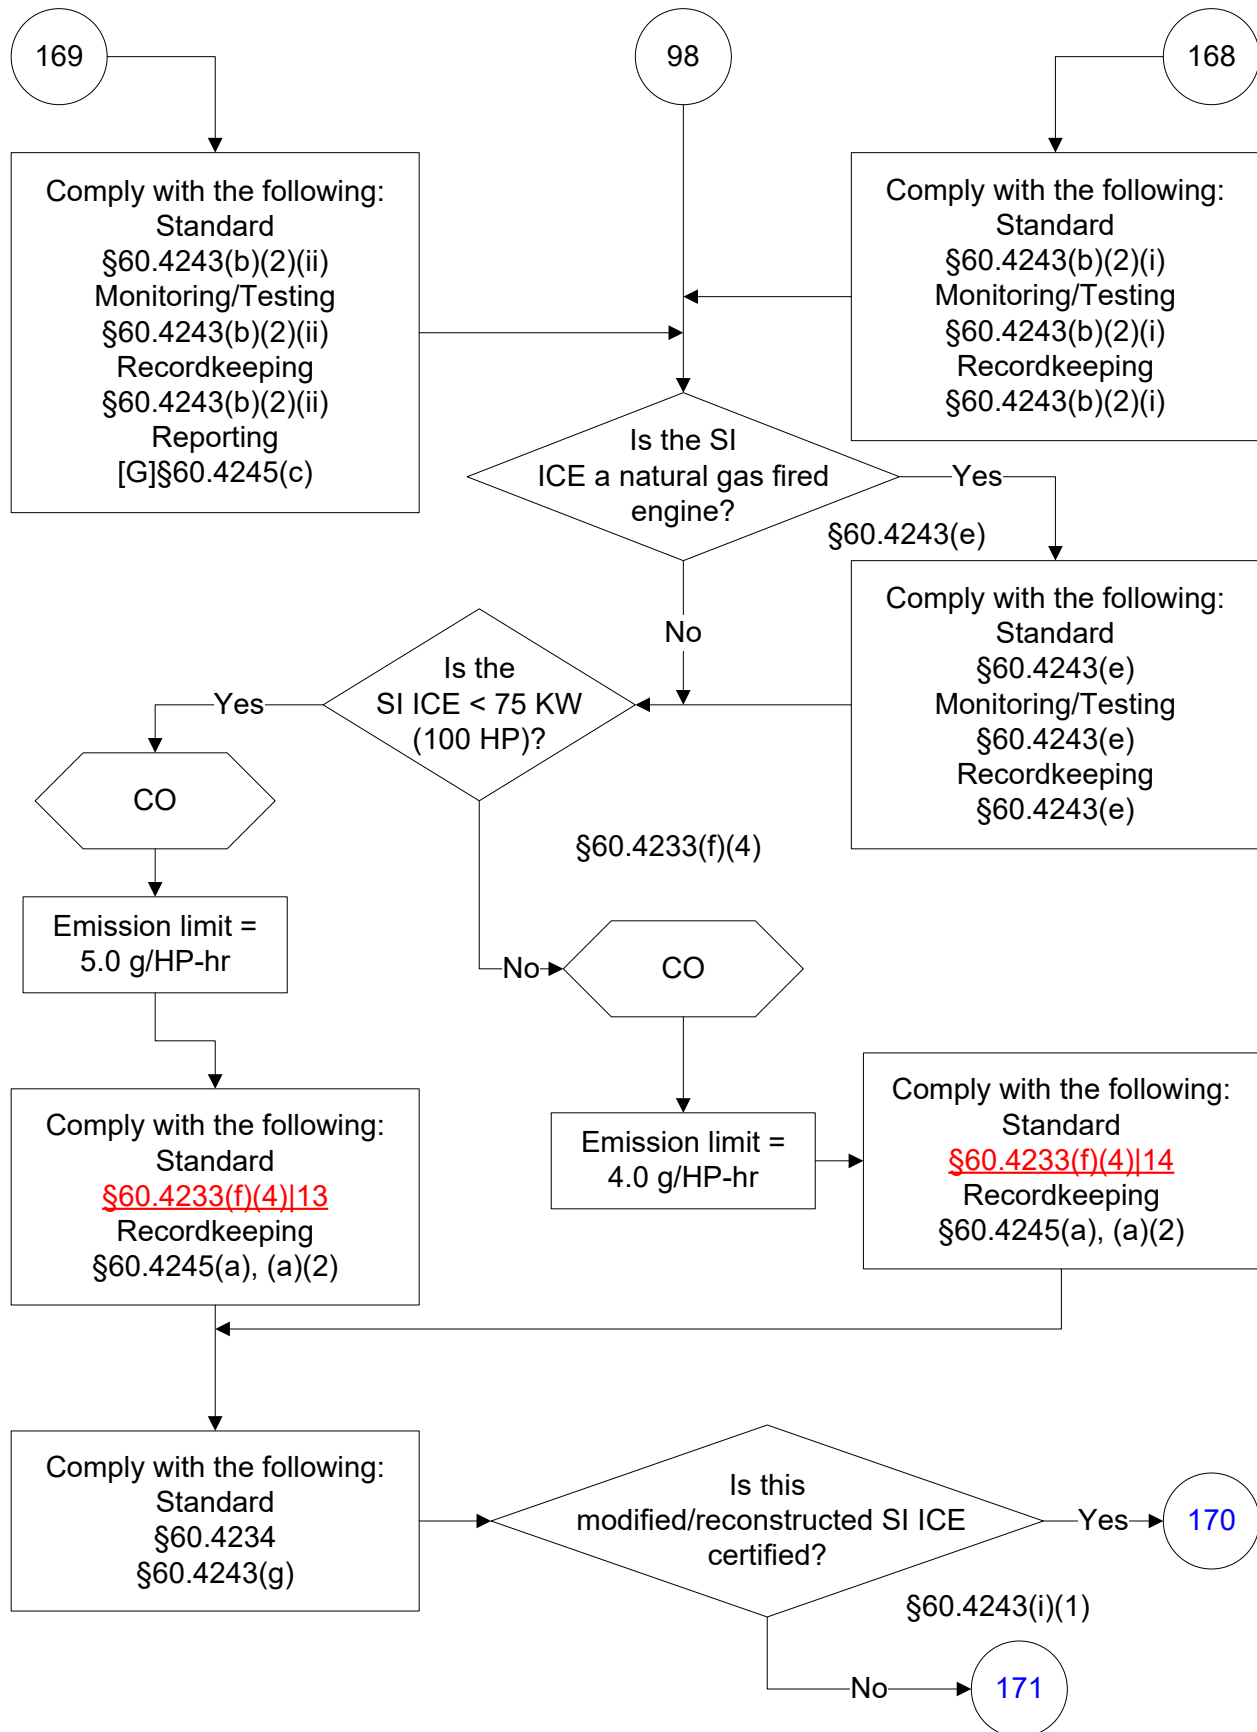 169
98
168
Comply with the following:
Standard
§60.4243(b)(2)(ii)
Monitoring/Testing
§60.4243(b)(2)(ii)
Recordkeeping
§60.4243(b)(2)(ii)
Reporting
[G]§60.4245(c)
Comply with the following:
Standard
§60.4243(b)(2)(i)
Monitoring/Testing
§60.4243(b)(2)(i)
Recordkeeping
§60.4243(b)(2)(i)
Is the SI
ICE a natural gas fired
engine?
Yes
§60.4243(e)
No
Comply with the following:
Standard
§60.4243(e)
Monitoring/Testing
§60.4243(e)
Recordkeeping
§60.4243(e)
Is the
SI ICE < 75 KW
(100 HP)?
Yes
CO
Emission limit =
5.0 g/HP-hr
§60.4233(f)(4)
No
CO
Emission limit =
4.0 g/HP-hr
Comply with the following:
Standard
§60.4233(f)(4)|13
Recordkeeping
§60.4245(a), (a)(2)
Comply with the following:
Standard
§60.4233(f)(4)|14
Recordkeeping
§60.4245(a), (a)(2)
Comply with the following:
Standard
§60.4234
§60.4243(g)
Is this
modified/reconstructed SI ICE
certified?
Yes
170
§60.4243(i)(1)
No
171